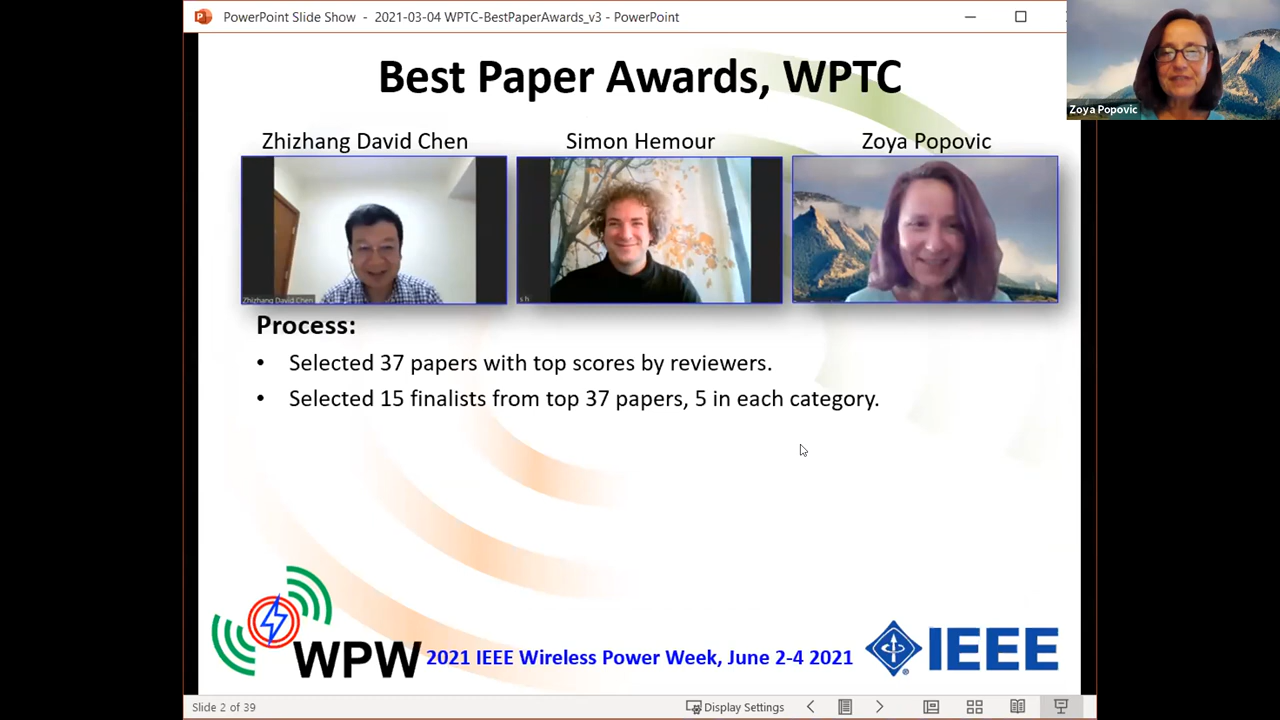 PowerPoint Slide Show - 2021-03-04 WPTC-BestPaperAwards_v3 - PowerPoint
Zoya Popovic
Best Paper Awards, WPTC
Zhizhang David Chen
Simon Hemour
Zoya Popovic
Zhizhang David Chen
s h
Process:
• Selected 37 papers with top scores by reviewers.
• Selected 15 finalists from top 37 papers, 5 in each category.
WPW
2021 IEEE Wireless Power Week, June 2-4 2021
IEEE
Slide 2 of 39
Display Settings